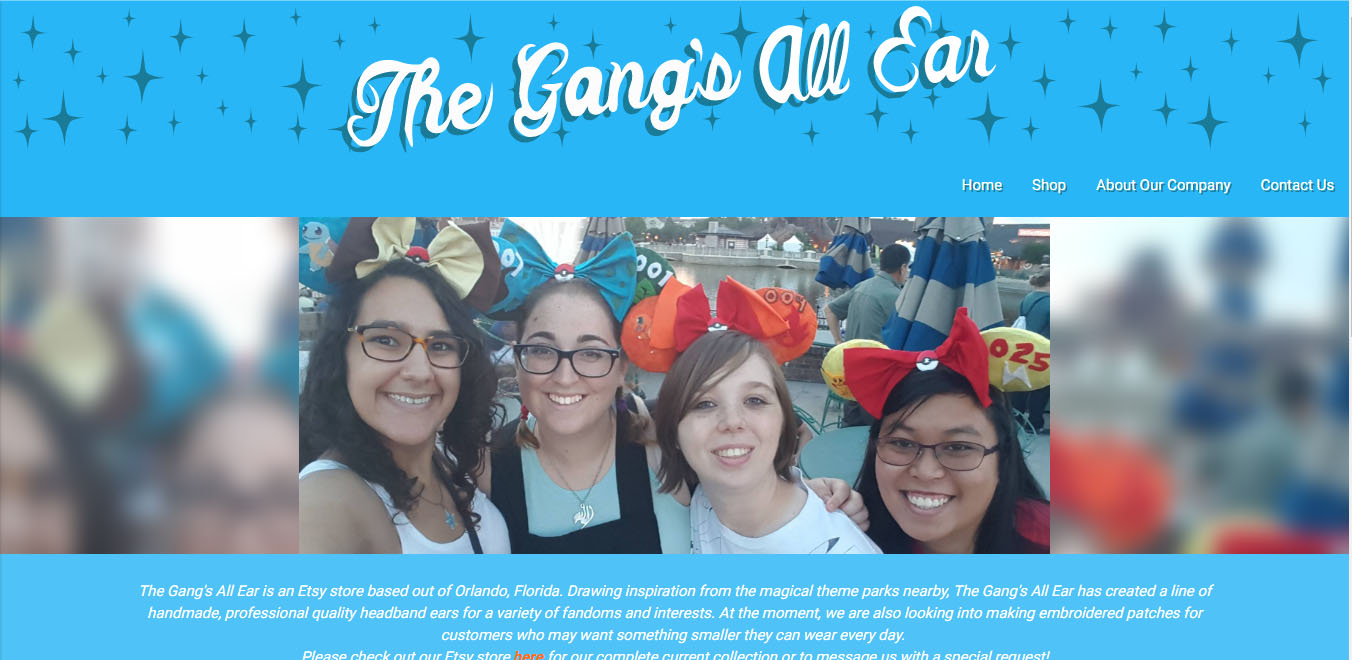 The Gang's All Ear
Home Shop About Our Company Contact Us
001
009
025
The Gang's All Ear is an Etsy store based out of Orlando, Florida. Drawing inspiration from the magical theme parks nearby, The Gang's All Ear has created a line of
handmade, professional quality headband ears for a variety of fandoms and interests. At the moment, we are also looking into making embroidered patches for
customers who may want something smaller they can wear every day.
Please check out our Etsy store here for our complete current collection or to message us with a special request!